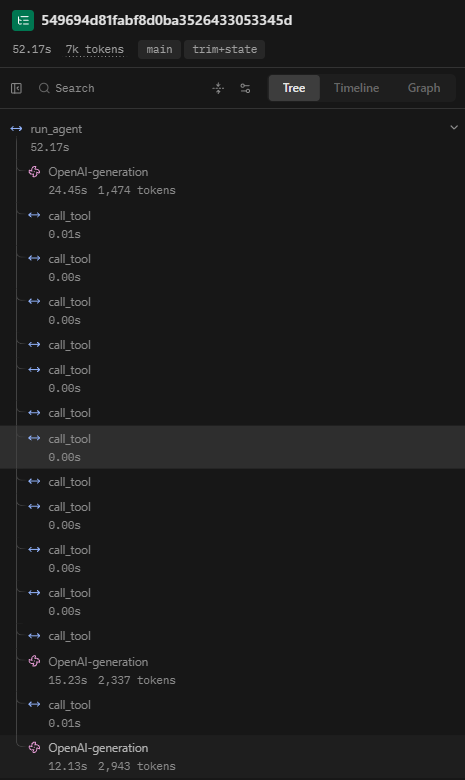 549694d81fabf8d0ba3526433053345d
52.17s 7k tokens main trim+state
Search Tree Timeline Graph
run_agent
52.17s
OpenAI-generation
24.45s 1,474 tokens
call_tool
0.01s
call_tool
0.00s
call_tool
0.00s
call_tool
call_tool
0.00s
call_tool
call_tool
0.00s
call_tool
call_tool
0.00s
call_tool
0.00s
call_tool
0.00s
call_tool
OpenAI-generation
15.23s 2,337 tokens
call_tool
0.01s
OpenAI-generation
12.13s 2,943 tokens